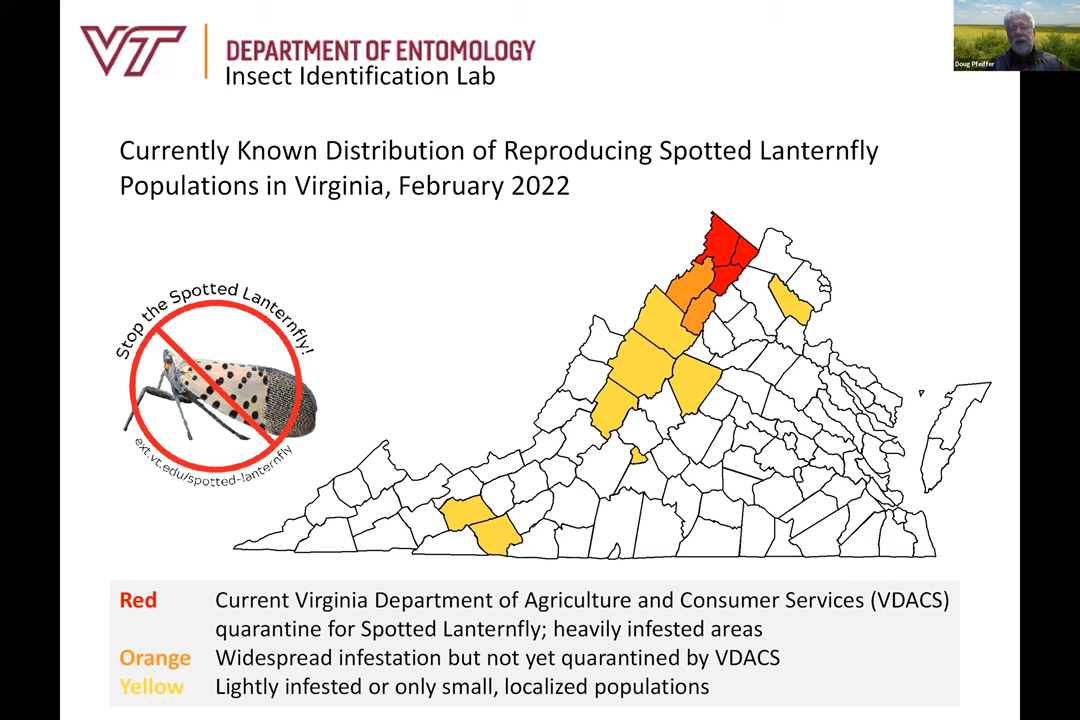 VT
DEPARTMENT OF ENTOMOLOGY
Insect Identification Lab
Doug Pfeiffer
Currently Known Distribution of Reproducing Spotted Lanternfly
Populations in Virginia, February 2022
Stop the Spotted Lanternfly!
ext.vt.edu/spotted-lanternfly
Red Current Virginia Department of Agriculture and Consumer Services (VDACS)
quarantine for Spotted Lanternfly; heavily infested areas
Orange Widespread infestation but not yet quarantined by VDACS
Yellow Lightly infested or only small, localized populations